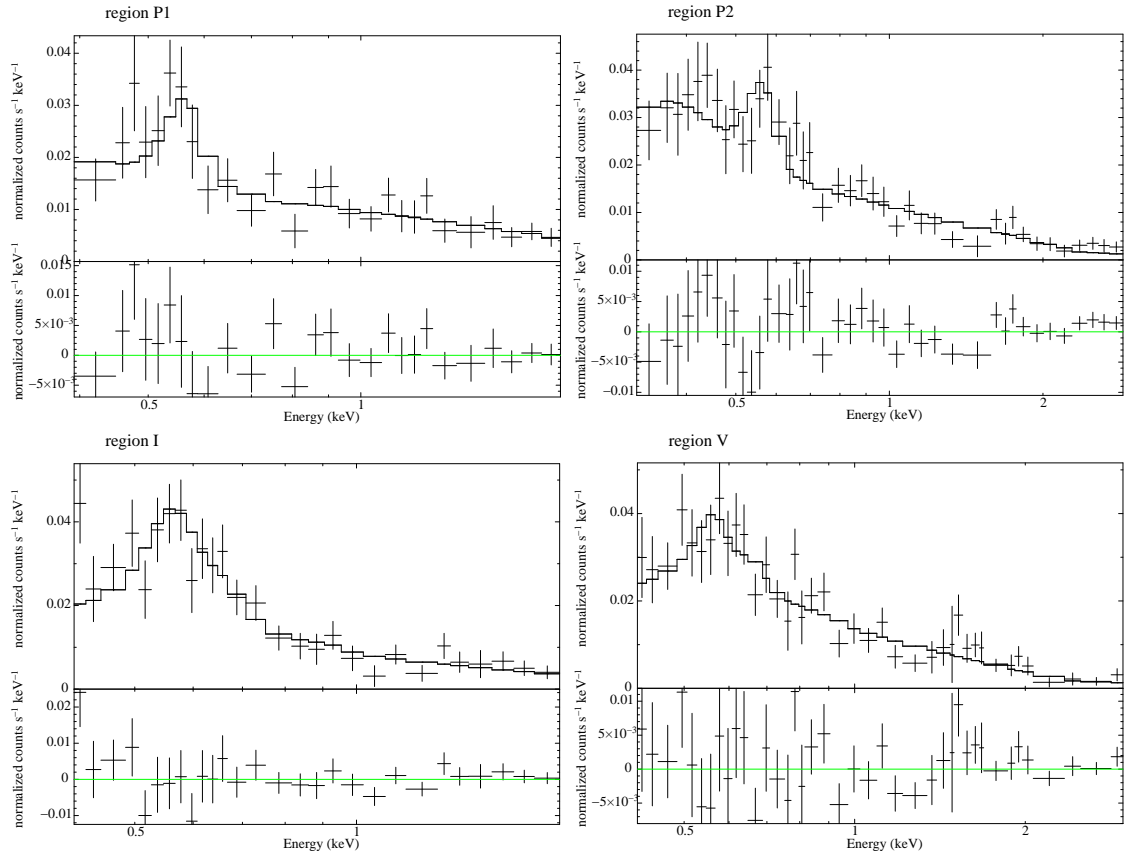 region P1
normalized counts s⁻¹ keV⁻¹
0.04
0.03
0.02
0.01
0
normalized counts s⁻¹ keV⁻¹
0.015
0.01
5×10⁻³
0
−5×10⁻³
0.5
1
Energy (keV)
region P2
normalized counts s⁻¹ keV⁻¹
0.04
0.03
0.02
0.01
0
normalized counts s⁻¹ keV⁻¹
0.01
5×10⁻³
0
−5×10⁻³
−0.01
0.5
1
2
Energy (keV)
region I
normalized counts s⁻¹ keV⁻¹
0.04
0.02
0
normalized counts s⁻¹ keV⁻¹
0.02
0.01
0
−0.01
0.5
1
Energy (keV)
region V
normalized counts s⁻¹ keV⁻¹
0.04
0.02
0
normalized counts s⁻¹ keV⁻¹
0.01
5×10⁻³
0
−5×10⁻³
0.5
1
2
Energy (keV)